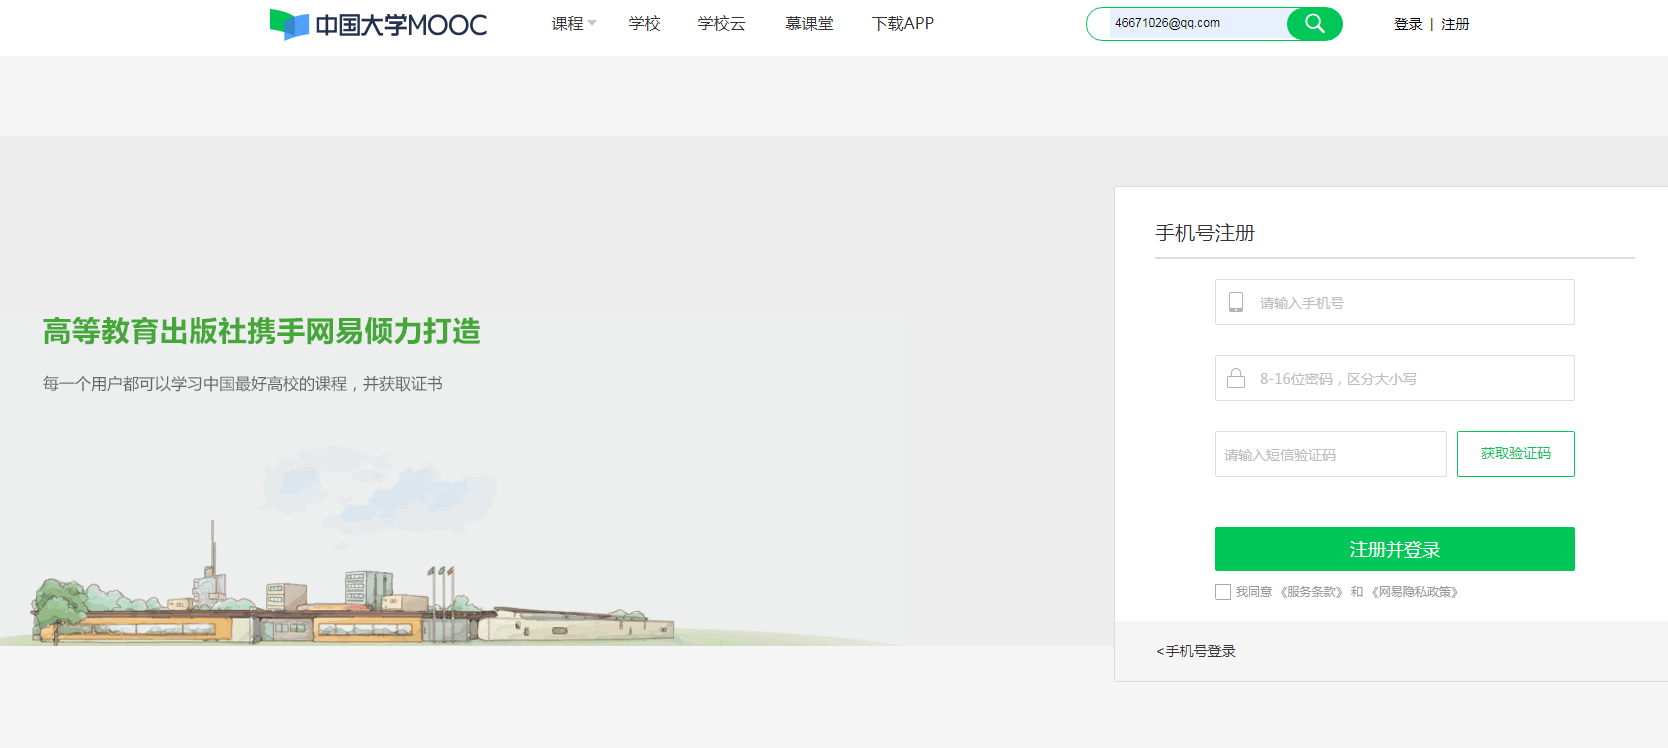 中国大学MOOC 课程 学校 学校云 慕课堂 下载APP 46671026@qq.com 登录 | 注册
手机号注册
请输入手机号
高等教育出版社携手网易倾力打造
每一个用户都可以学习中国最好高校的课程，并获取证书
8-16位密码，区分大小写
请输入短信验证码 获取验证码
注册并登录
我同意 《服务条款》 和 《网易隐私政策》
<手机号登录